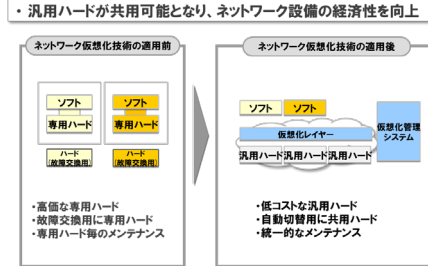 ・汎用ハードが共用可能となり、ネットワーク設備の経済性を向上
ネットワーク仮想化技術の適用前
ソフト
ソフト
専用ハード
専用ハード
ハード
(故障交換用)
ハード
(故障交換用)
・高価な専用ハード
・故障交換用に専用ハード
・専用ハード毎のメンテナンス
ネットワーク仮想化技術の適用後
ソフト
ソフト
仮想化レイヤー
汎用ハード
汎用ハード
汎用ハード
仮想化管理
システム
・低コストな汎用ハード
・自動切替用に共用ハード
・統一的なメンテナンス